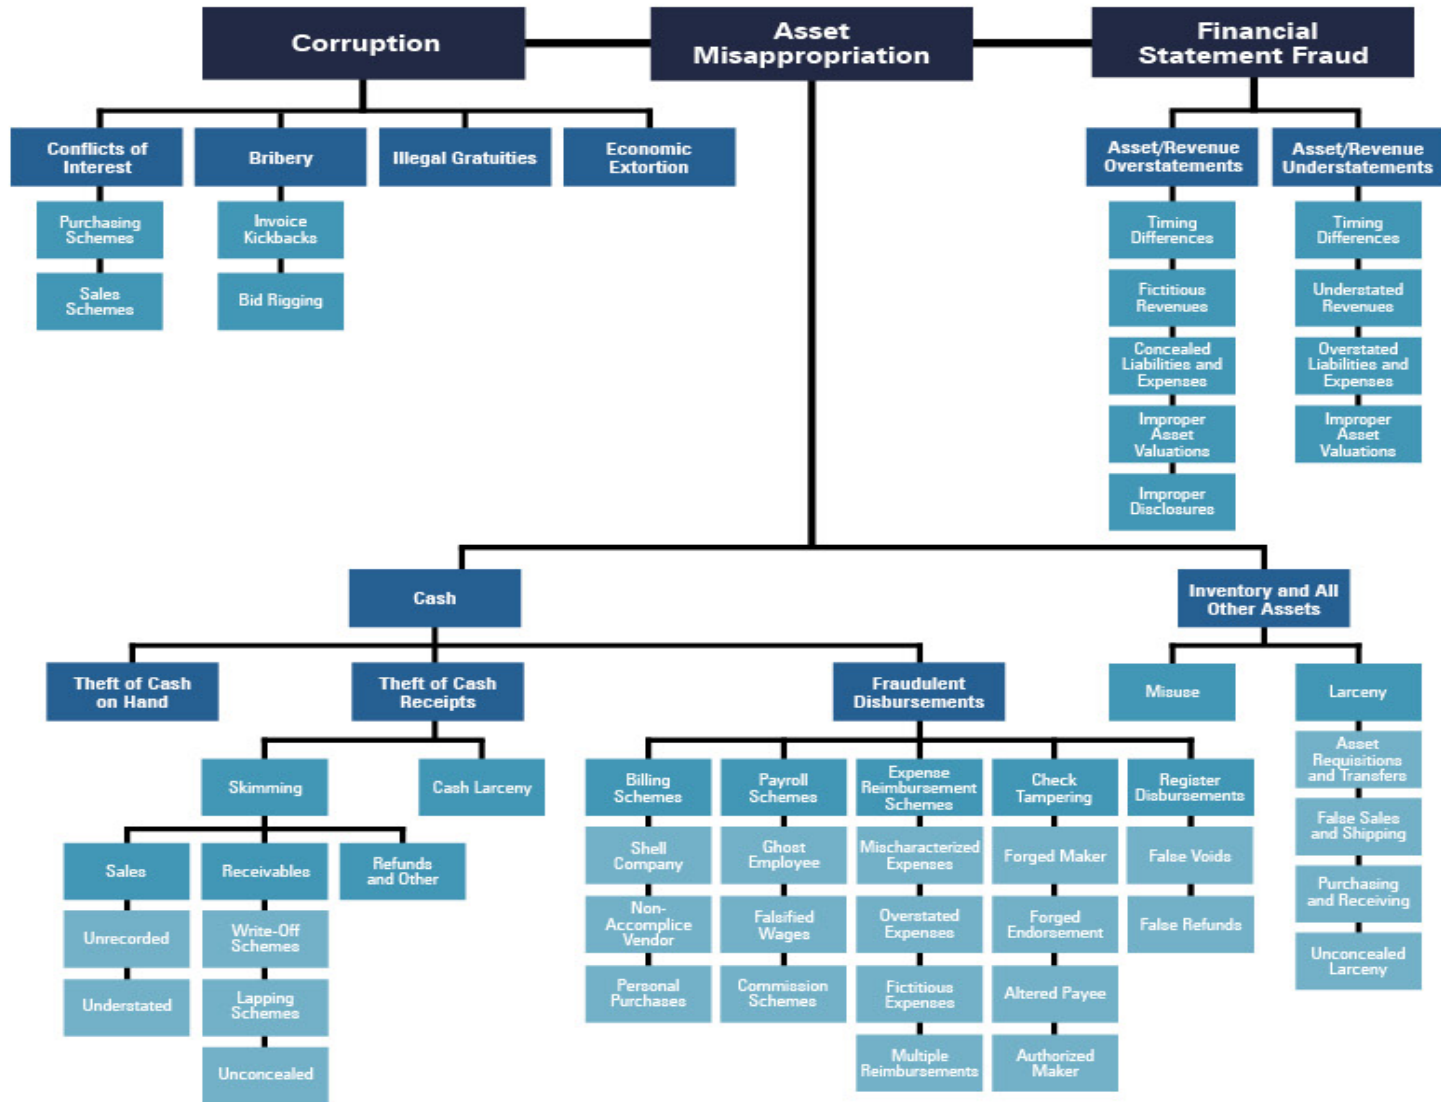 Corruption
Asset
Misappropriation
Financial
Statement Fraud
Conflicts of
Interest
Bribery
Illegal Gratuities
Economic
Extortion
Asset/Revenue
Overstatements
Asset/Revenue
Understatements
Purchasing
Schemes
Sales
Schemes
Invoice
Kickbacks
Bid Rigging
Timing
Differences
Fictitious
Revenues
Concealed
Liabilities and
Expenses
Improper
Asset
Valuations
Improper
Disclosures
Timing
Differences
Understated
Revenues
Overstated
Liabilities and
Expenses
Improper
Asset
Valuations
Cash
Inventory and All
Other Assets
Theft of Cash
on Hand
Theft of Cash
Receipts
Fraudulent
Disbursements
Misuse
Larceny
Skimming
Cash Larceny
Sales
Unrecorded
Understated
Receivables
Write-Off
Schemes
Lapping
Schemes
Unconcealed
Refunds
and Other
Billing
Schemes
Shell
Company
Non-
Accomplice
Vendor
Personal
Purchases
Payroll
Schemes
Ghost
Employee
Falsified
Wages
Commission
Schemes
Expense
Reimbursement
Schemes
Mischaracterized
Expenses
Overstated
Expenses
Fictitious
Expenses
Multiple
Reimbursements
Check
Tampering
Forged Maker
Forged
Endorsement
Altered Payee
Authorized
Maker
Register
Disbursements
False Voids
False Refunds
Asset
Requisitions
and Transfers
False Sales
and Shipping
Purchasing
and Receiving
Unconcealed
Larceny